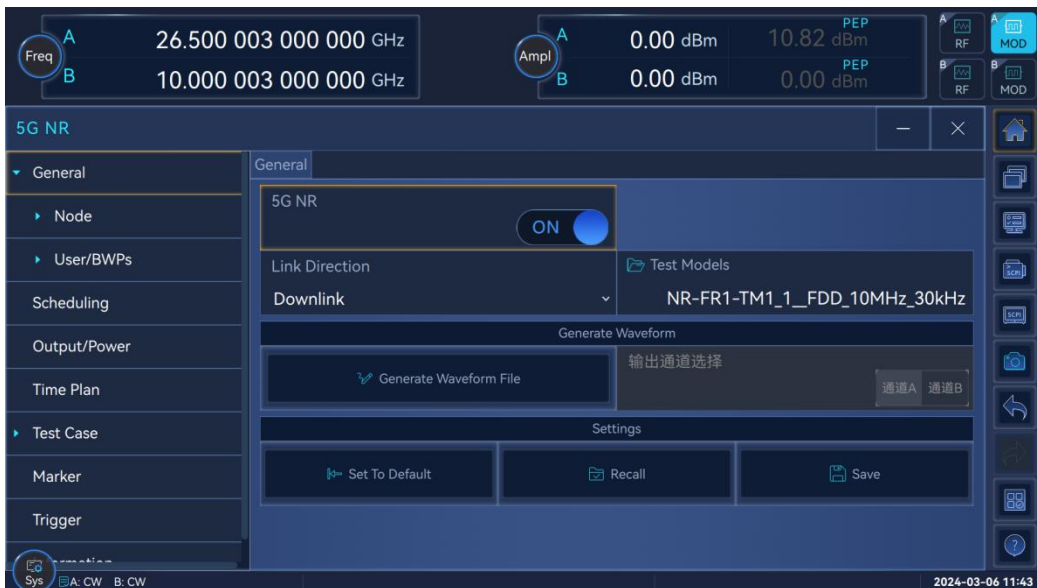 Freq
A 26.500 003 000 000 GHz
B 10.000 003 000 000 GHz
Ampl
A 0.00 dBm PEP 10.82 dBm
B 0.00 dBm PEP 0.00 dBm
A RF
A MOD
B RF
B MOD
5G NR
General
Node
User/BWPs
Scheduling
Output/Power
Time Plan
Test Case
Marker
Trigger
General
5G NR
ON
Link Direction
Downlink
Test Models
NR-FR1-TM1_1__FDD_10MHz_30kHz
Generate Waveform
Generate Waveform File
输出通道选择
通道A 通道B
Settings
Set To Default
Recall
Save
SCPI
SCPI
Sys
A: CW B: CW
2024-03-06 11:43